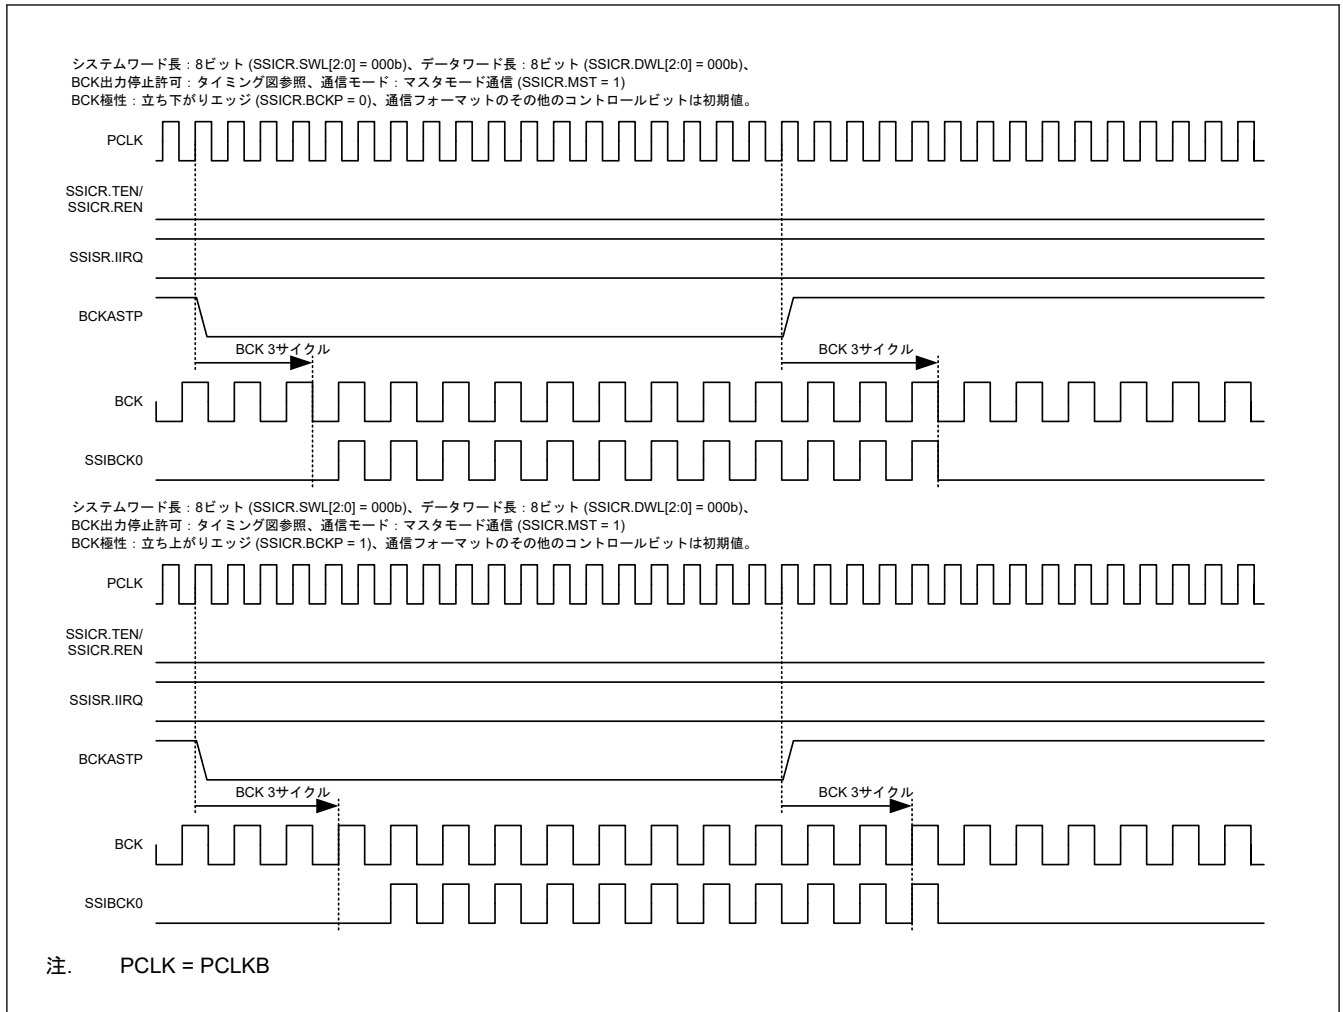 システムワード長：8ビット (SSICR.SWL[2:0] = 000b)、データワード長：8ビット (SSICR.DWL[2:0] = 000b)、
BCK出力停止許可：タイミング図参照、通信モード：マスタモード通信 (SSICR.MST = 1)
BCK極性：立ち下がりエッジ (SSICR.BCKP = 0)、通信フォーマットのその他のコントロールビットは初期値。
PCLK
SSICR.TEN/
SSICR.REN
SSISR.IIRQ
BCKASTP
BCK 3サイクル
BCK 3サイクル
BCK
SSIBCK0
システムワード長：8ビット (SSICR.SWL[2:0] = 000b)、データワード長：8ビット (SSICR.DWL[2:0] = 000b)、
BCK出力停止許可：タイミング図参照、通信モード：マスタモード通信 (SSICR.MST = 1)
BCK極性：立ち上がりエッジ (SSICR.BCKP = 1)、通信フォーマットのその他のコントロールビットは初期値。
PCLK
SSICR.TEN/
SSICR.REN
SSISR.IIRQ
BCKASTP
BCK 3サイクル
BCK 3サイクル
BCK
SSIBCK0
注. PCLK = PCLKB